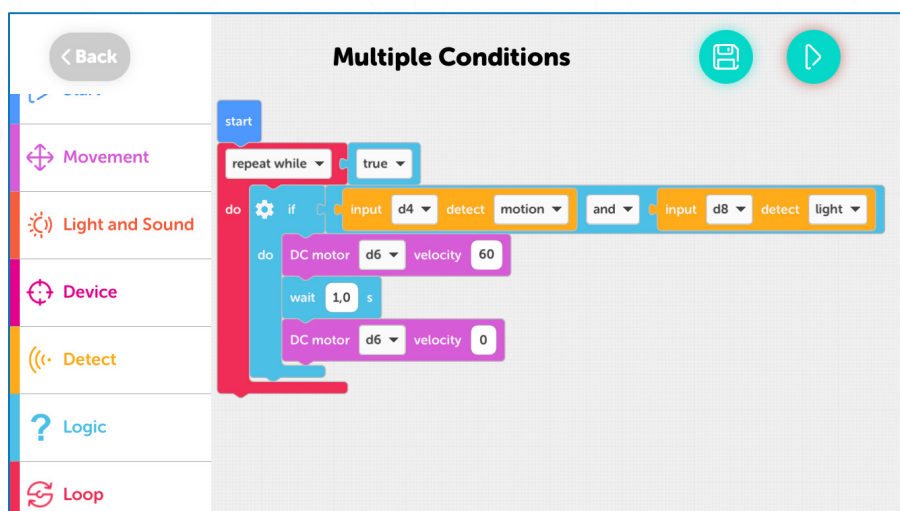 Back
Multiple Conditions
Movement
Light and Sound
Device
Detect
Logic
Loop
start
repeat while true
do if input d4 detect motion and input d8 detect light
do DC motor d6 velocity 60
wait 1,0 s
DC motor d6 velocity 0